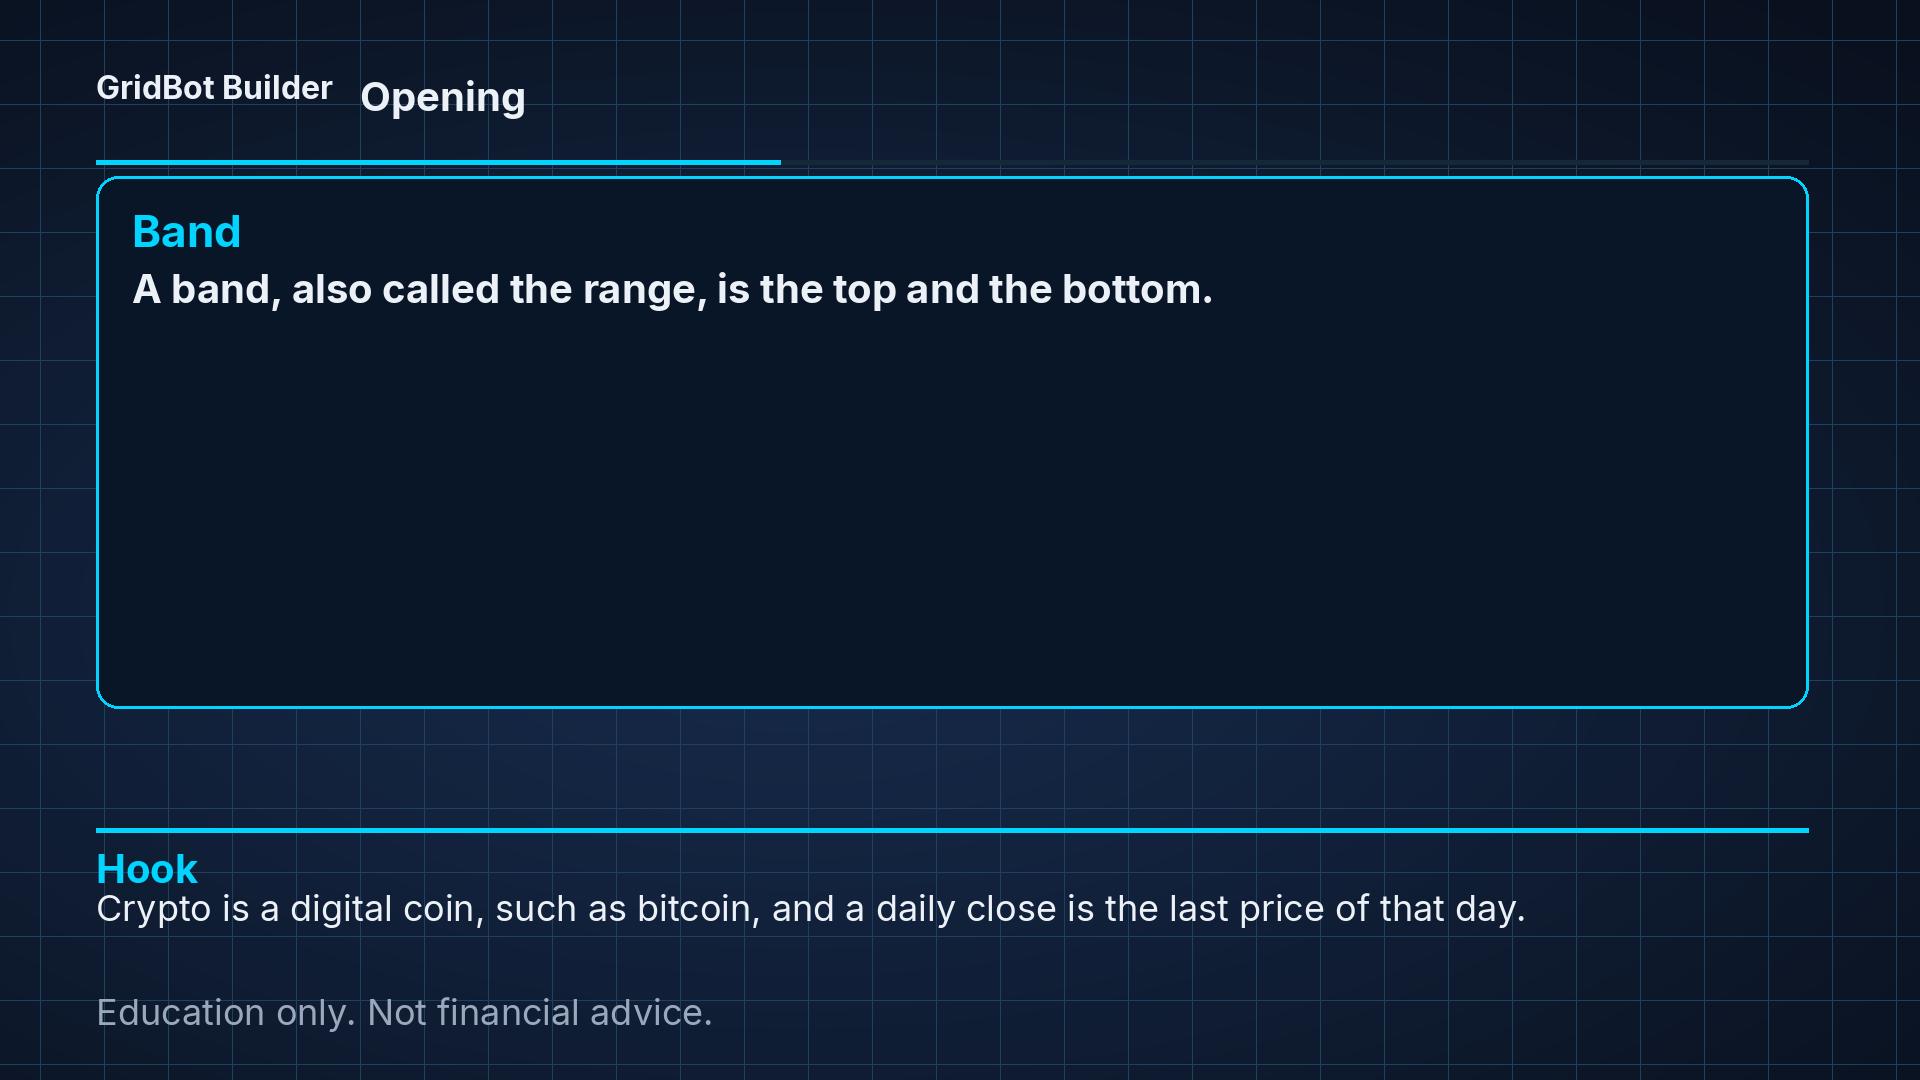 GridBot Builder
Opening
Band
A band, also called the range, is the top and the bottom.
Hook
Crypto is a digital coin, such as bitcoin, and a daily close is the last price of that day.
Education only. Not financial advice.